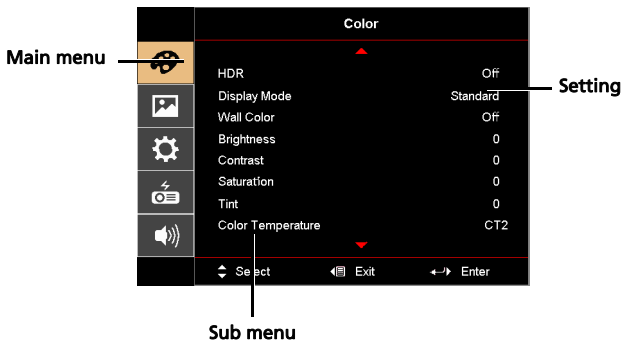 Color
Main menu
HDR Off
Display Mode Standard
Setting
Wall Color Off
Brightness 0
Contrast 0
Saturation 0
Tint 0
Color Temperature CT2
Select Exit Enter
Sub menu